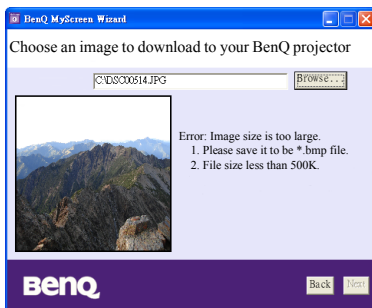 BenQ MyScreen Wizard
Choose an image to download to your BenQ projector
C:\DSC00514.JPG
Browse...
Error: Image size is too large.
1. Please save it to be *.bmp file.
2. File size less than 500K.
BenQ
Back
Next